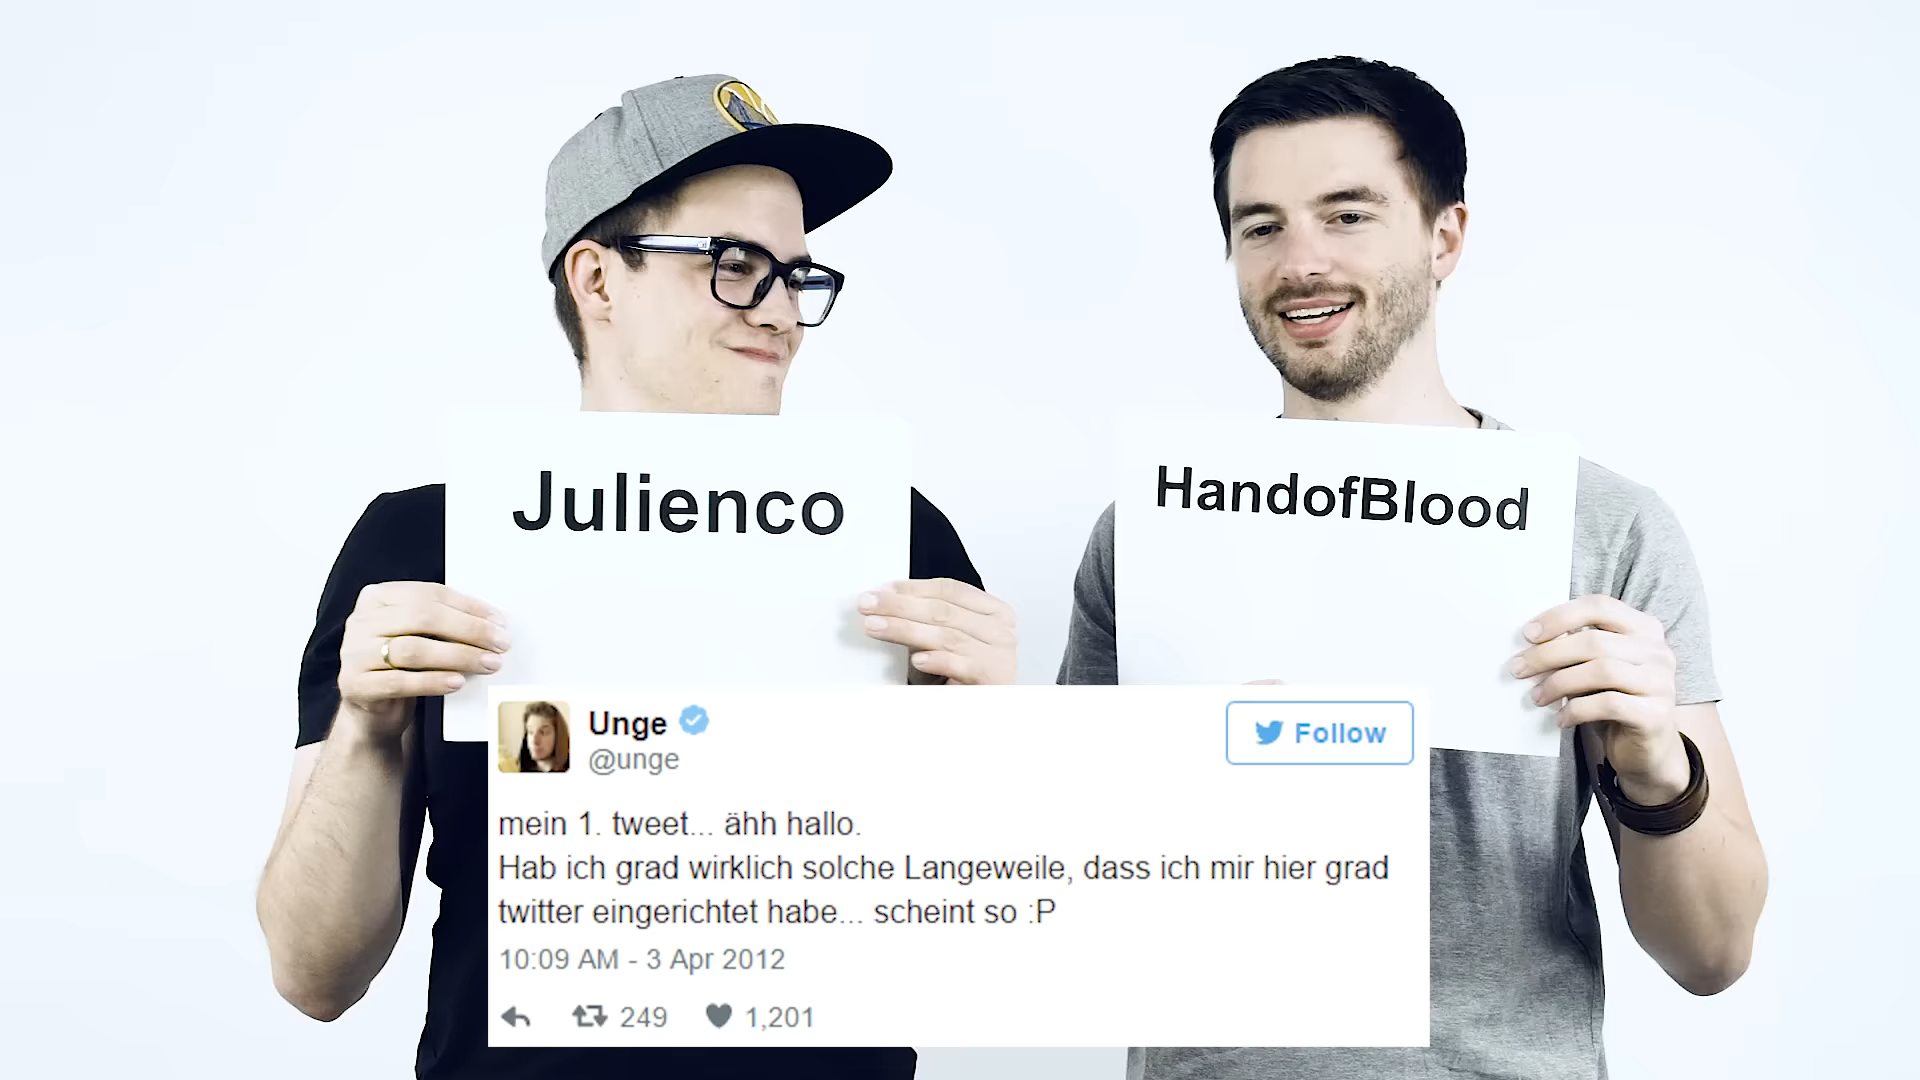 Julienco
HandofBlood
Unge
@unge
Follow
mein 1. tweet... ähh hallo.
Hab ich grad wirklich solche Langeweile, dass ich mir hier grad
twitter eingerichtet habe... scheint so :P
10:09 AM - 3 Apr 2012
249 1,201